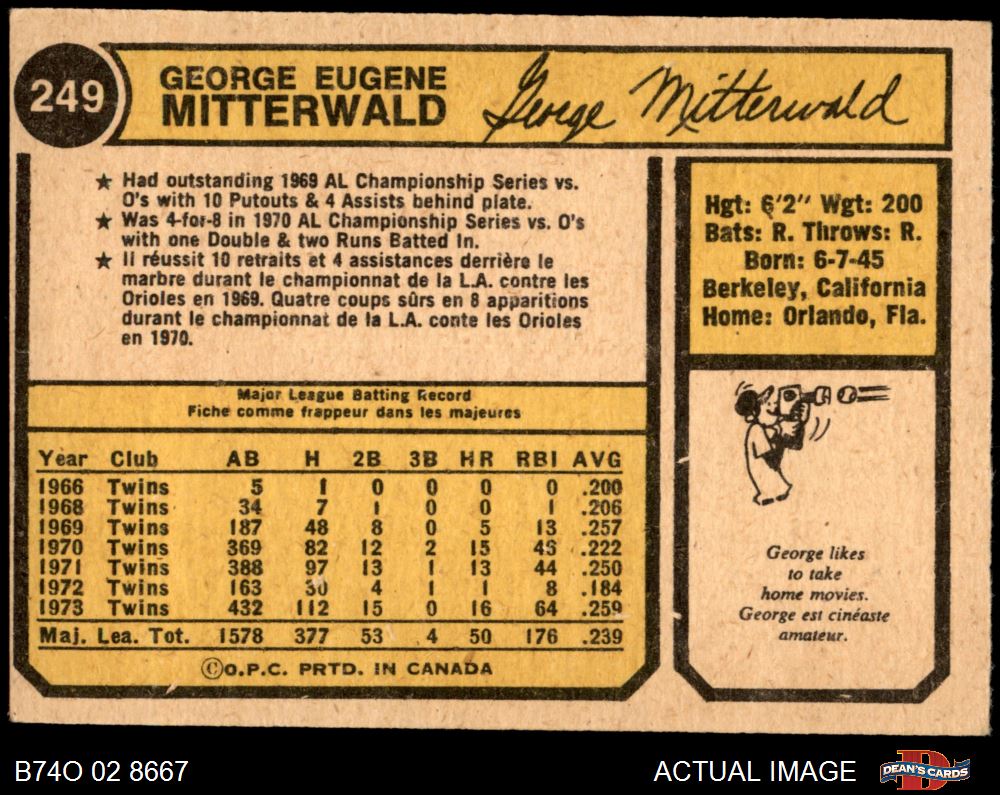 249
GEORGE EUGENE
MITTERWALD
George Mitterwald
★ Had outstanding 1969 AL Championship Series vs.
O's with 10 Putouts & 4 Assists behind plate.
★ Was 4-for-8 in 1970 AL Championship Series vs. O's
with one Double & two Runs Batted In.
★ Il réussit 10 retraits et 4 assistances derrière le
marbre durant le championnat de la L.A. contre les
Orioles en 1969. Quatre coups sûrs en 8 apparitions
durant le championnat de la L.A. conte les Orioles
en 1970.
Hgt: 6'2" Wgt: 200
Bats: R. Throws: R.
Born: 6-7-45
Berkeley, California
Home: Orlando, Fla.
Major League Batting Record
Fiche comme frappeur dans les majeures
Year Club AB H 2B 3B HR RBI AVG
1966 Twins 5 1 0 0 0 0 .200
1968 Twins 34 7 1 0 0 1 .206
1969 Twins 187 48 8 0 5 13 .257
1970 Twins 369 82 12 2 15 45 .222
1971 Twins 388 97 13 1 13 44 .250
1972 Twins 163 30 4 1 1 8 .184
1973 Twins 432 112 15 0 16 64 .259
Maj. Lea. Tot. 1578 377 53 4 50 176 .239
©O.P.C. PRTD. IN CANADA
George likes
to take
home movies.
George est cinéaste
amateur.
B74O 02 8667
ACTUAL IMAGE
D
DEAN'S CARDS